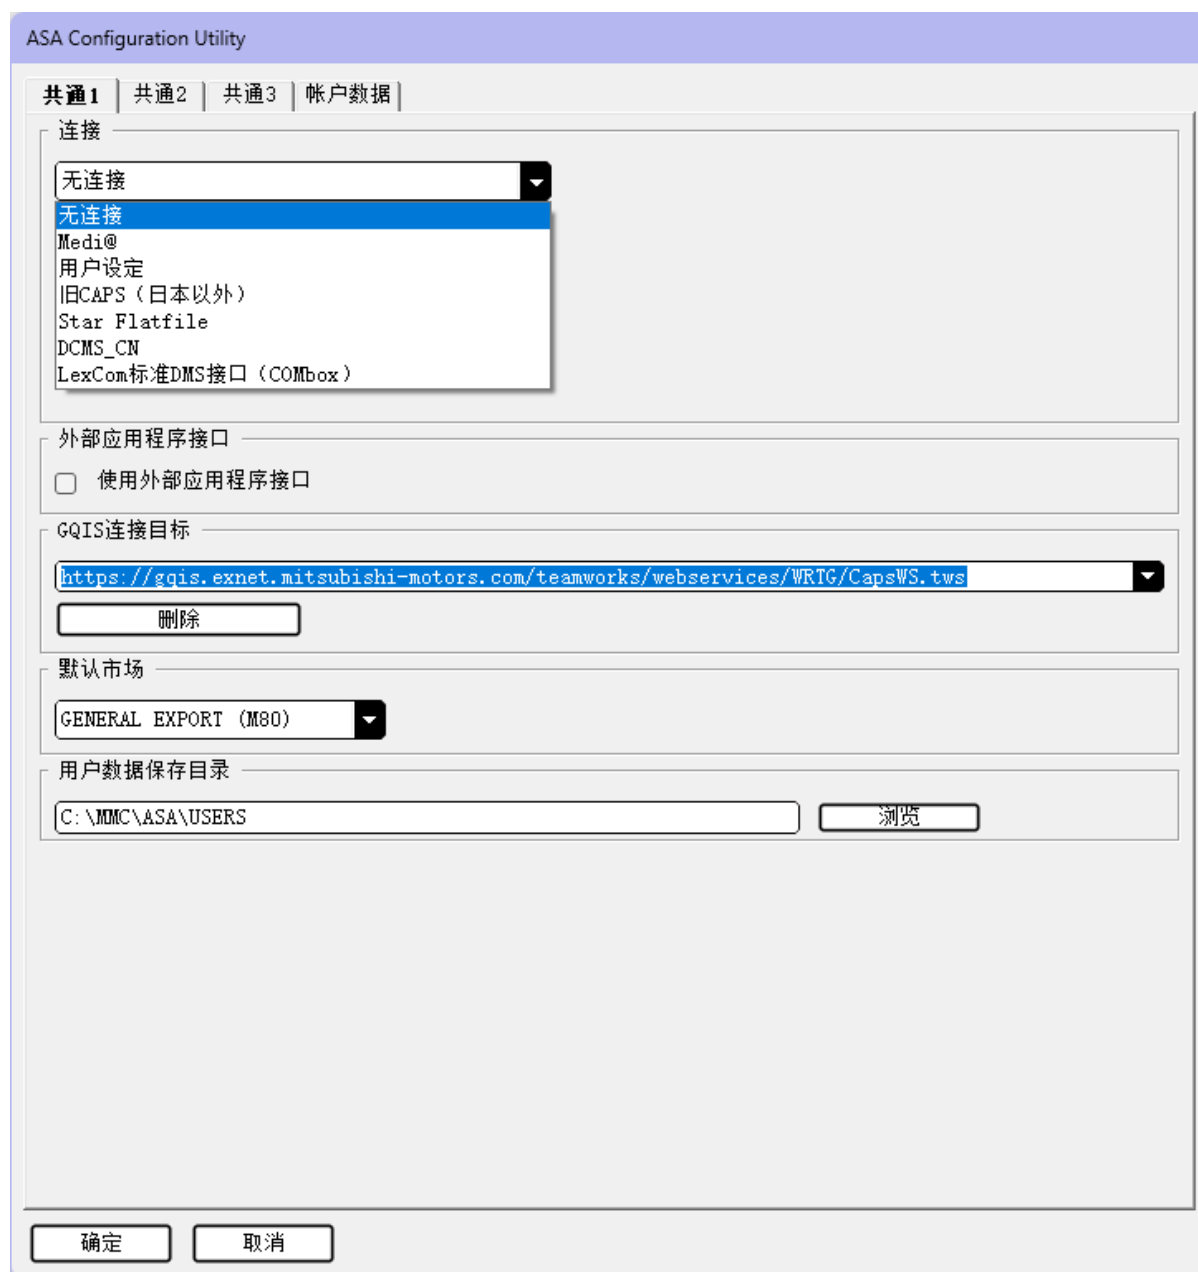 ASA Configuration Utility
共通1 共通2 共通3 帐户数据
连接
无连接
无连接
Medi@
用户设定
旧CAPS（日本以外）
Star Flatfile
DCMS_CN
LexCom标准DMS接口（COMbox）
外部应用程序接口
使用外部应用程序接口
GQIS连接目标
https://gqis.exnet.mitsubishi-motors.com/teamworks/webservices/WRTG/CapsWS.tws
删除
默认市场
GENERAL EXPORT (M80)
用户数据保存目录
C:\MMC\ASA\USERS 浏览
确定 取消